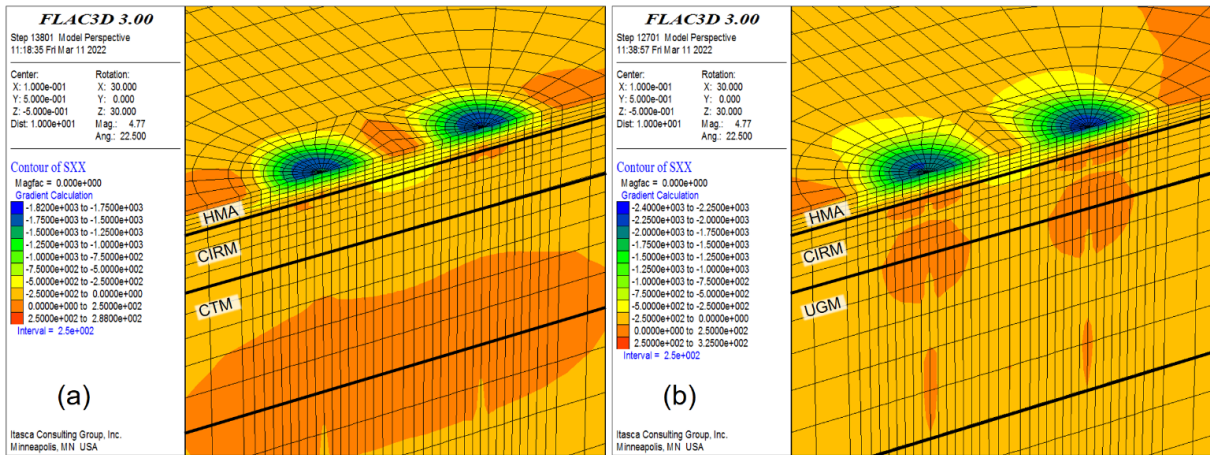 FLAC3D 3.00
Step 13801 Model Perspective
11:18:35 Fri Mar 11 2022
Center: Rotation:
X: 1.000e-001 X: 30.000
Y: 5.000e-001 Y: 0.000
Z: -5.000e-001 Z: 30.000
Dist: 1.000e+001 Mag.: 4.77
Ang.: 22.500
Contour of SXX
Magfac = 0.000e+000
Gradient Calculation
-1.8200e+003 to -1.7500e+003
-1.7500e+003 to -1.5000e+003
-1.5000e+003 to -1.2500e+003
-1.2500e+003 to -1.0000e+003
-1.0000e+003 to -7.5000e+002
-7.5000e+002 to -5.0000e+002
-5.0000e+002 to -2.5000e+002
-2.5000e+002 to 0.0000e+000
0.0000e+000 to 2.5000e+002
2.5000e+002 to 2.8800e+002
Interval = 2.5e+002
(a)
Itasca Consulting Group, Inc.
Minneapolis, MN USA
HMA
CIRM
CTM
FLAC3D 3.00
Step 12701 Model Perspective
11:38:57 Fri Mar 11 2022
Center: Rotation:
X: 1.000e-001 X: 30.000
Y: 5.000e-001 Y: 0.000
Z: -5.000e-001 Z: 30.000
Dist: 1.000e+001 Mag.: 4.77
Ang.: 22.500
Contour of SXX
Magfac = 0.000e+000
Gradient Calculation
-2.4000e+003 to -2.2500e+003
-2.2500e+003 to -2.0000e+003
-2.0000e+003 to -1.7500e+003
-1.7500e+003 to -1.5000e+003
-1.5000e+003 to -1.2500e+003
-1.2500e+003 to -1.0000e+003
-1.0000e+003 to -7.5000e+002
-7.5000e+002 to -5.0000e+002
-5.0000e+002 to -2.5000e+002
-2.5000e+002 to 0.0000e+000
0.0000e+000 to 2.5000e+002
2.5000e+002 to 3.2500e+002
Interval = 2.5e+002
(b)
Itasca Consulting Group, Inc.
Minneapolis, MN USA
HMA
CIRM
UGM